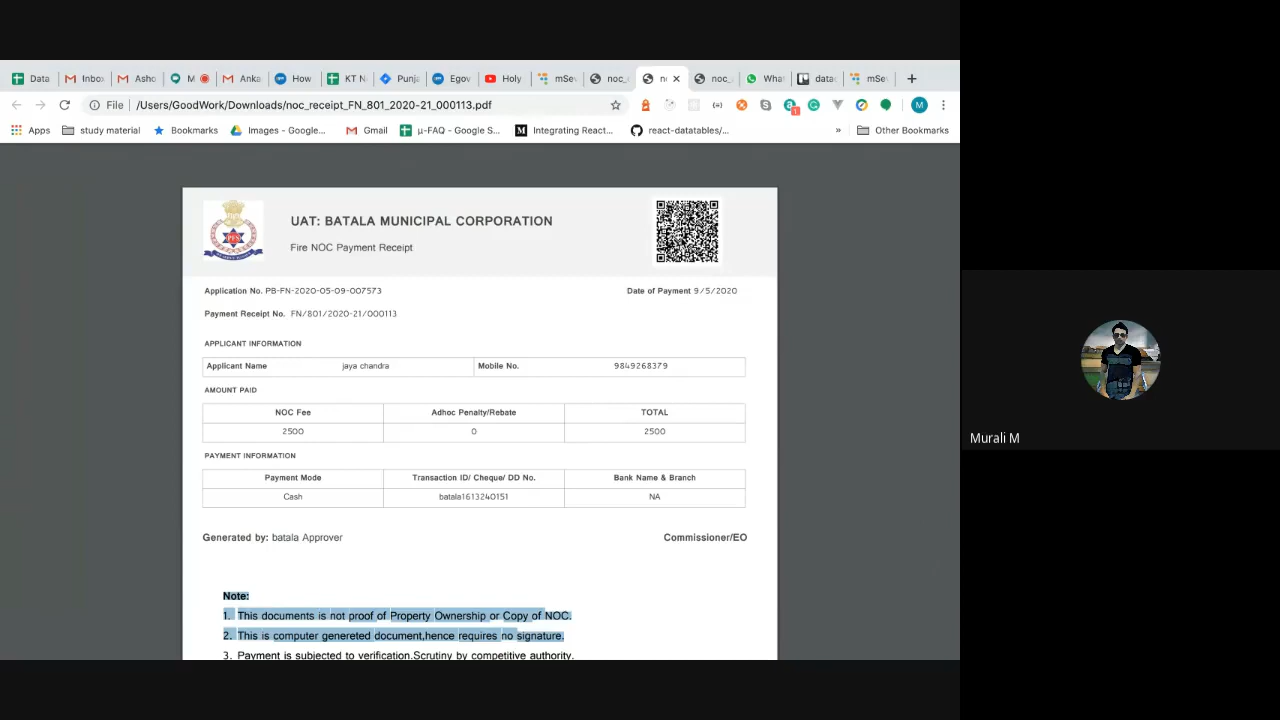 Data
Inbo
Asho
M
Anka
How
KT N
Punja
Egov
Holy
mSev
noc_
nc
noc_
What
datac
mSev
File /Users/GoodWork/Downloads/noc_receipt_FN_801_2020-21_000113.pdf
M
Apps study material Bookmarks Images - Google... Gmail μ-FAQ - Google S... Integrating React... react-datatables/... » Other Bookmarks
UAT: BATALA MUNICIPAL CORPORATION
Fire NOC Payment Receipt
Application No. PB-FN-2020-05-09-007573 Date of Payment 9/5/2020
Payment Receipt No. FN/801/2020-21/000113
APPLICANT INFORMATION
Applicant Name jaya chandra Mobile No. 9849268379
AMOUNT PAID
NOC Fee Adhoc Penalty/Rebate TOTAL
2500 0 2500
PAYMENT INFORMATION
Payment Mode Transaction ID/ Cheque/ DD No. Bank Name & Branch
Cash batala1613240151 NA
Generated by: batala Approver Commissioner/EO
Note:
1. This documents is not proof of Property Ownership or Copy of NOC.
2. This is computer genereted document,hence requires no signature.
3. Payment is subjected to verification.Scrutiny by competitive authority.
Murali M